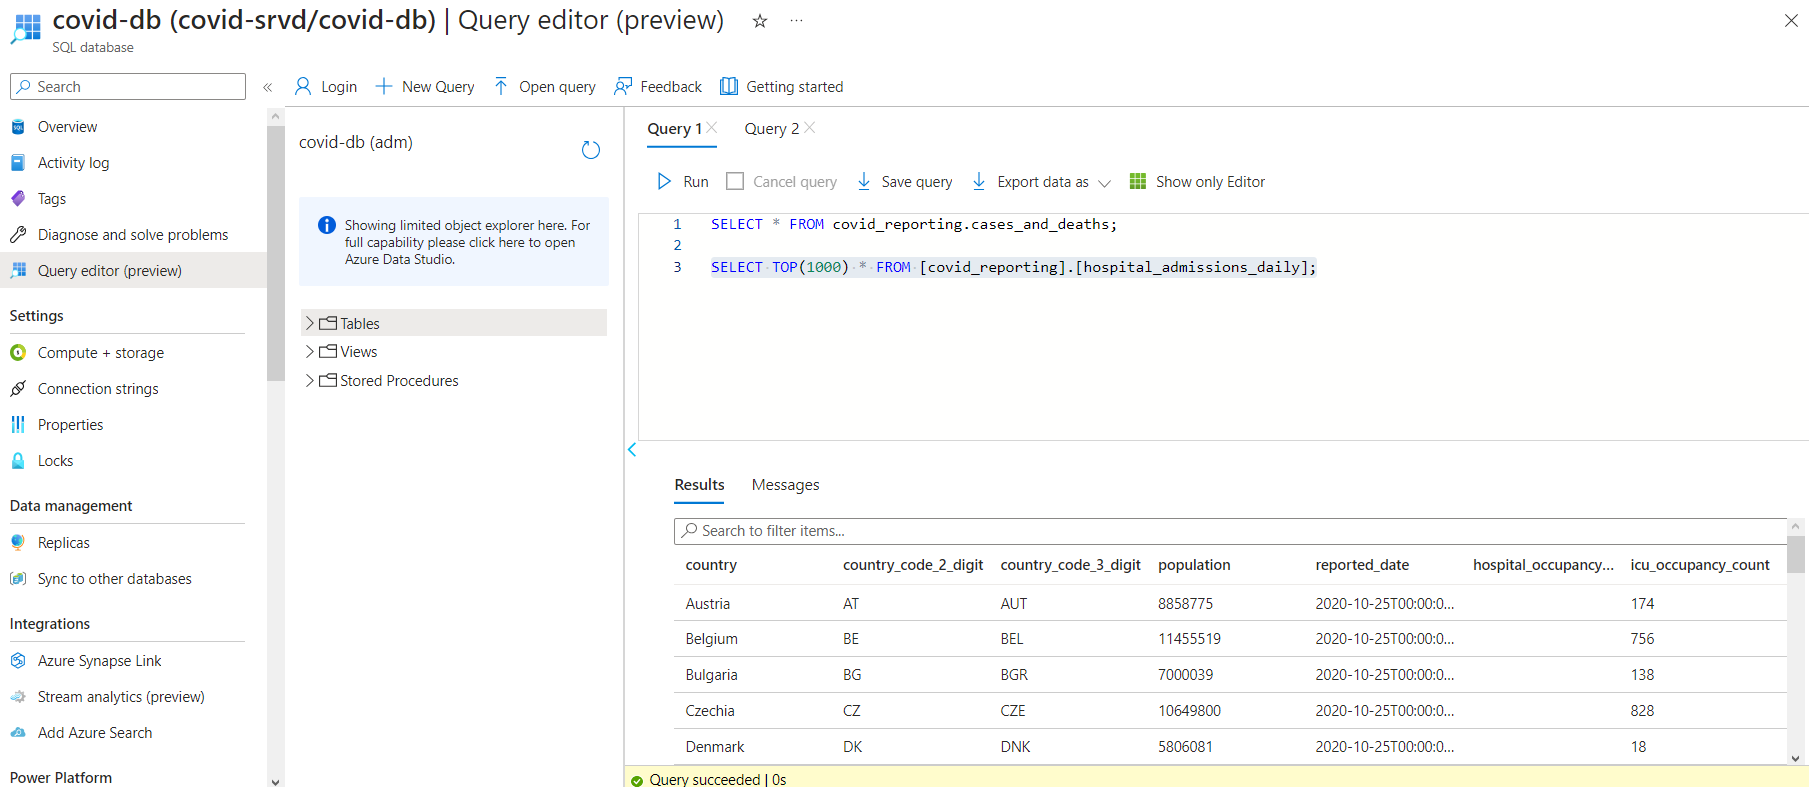 covid-db (covid-srvd/covid-db) | Query editor (preview)
SQL database
Search
Overview
Activity log
Tags
Diagnose and solve problems
Query editor (preview)
Settings
Compute + storage
Connection strings
Properties
Locks
Data management
Replicas
Sync to other databases
Integrations
Azure Synapse Link
Stream analytics (preview)
Add Azure Search
Power Platform
Login New Query Open query Feedback Getting started
covid-db (adm)
Showing limited object explorer here. For
full capability please click here to open
Azure Data Studio.
Tables
Views
Stored Procedures
Query 1 Query 2
Run Cancel query Save query Export data as Show only Editor
1 SELECT * FROM covid_reporting.cases_and_deaths;
2
3 SELECT TOP(1000) * FROM [covid_reporting].[hospital_admissions_daily];
Results Messages
Search to filter items...
country country_code_2_digit country_code_3_digit population reported_date hospital_occupancy... icu_occupancy_count
Austria AT AUT 8858775 2020-10-25T00:00:0... 174
Belgium BE BEL 11455519 2020-10-25T00:00:0... 756
Bulgaria BG BGR 7000039 2020-10-25T00:00:0... 138
Czechia CZ CZE 10649800 2020-10-25T00:00:0... 828
Denmark DK DNK 5806081 2020-10-25T00:00:0... 18
Query succeeded | 0s